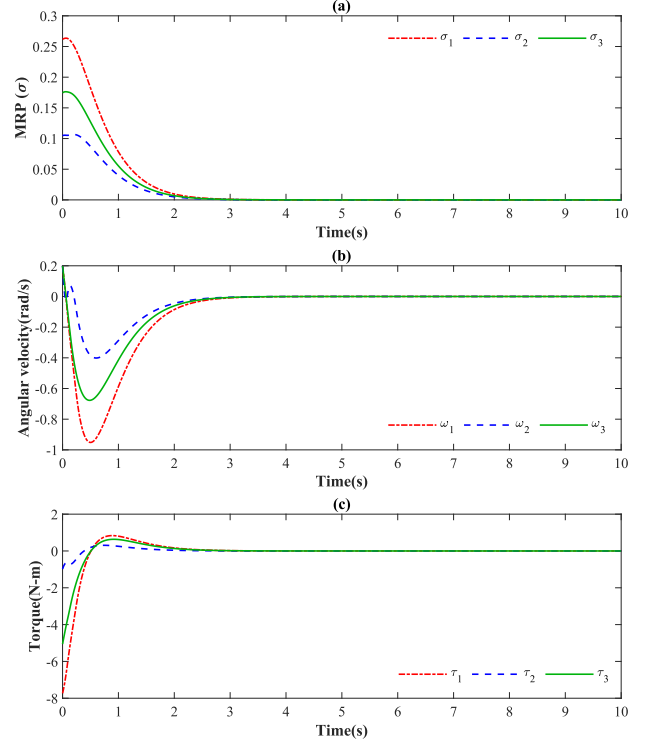 (a)
0.3
0.25
0.2
0.15
0.1
0.05
0
MRP (σ)
σ1 σ2 σ3
0 1 2 3 4 5 6 7 8 9 10
Time(s)
(b)
0.2
0
-0.2
-0.4
-0.6
-0.8
-1
Angular velocity(rad/s)
ω1 ω2 ω3
0 1 2 3 4 5 6 7 8 9 10
Time(s)
(c)
2
0
-2
-4
-6
-8
Torque(N-m)
τ1 τ2 τ3
0 1 2 3 4 5 6 7 8 9 10
Time(s)